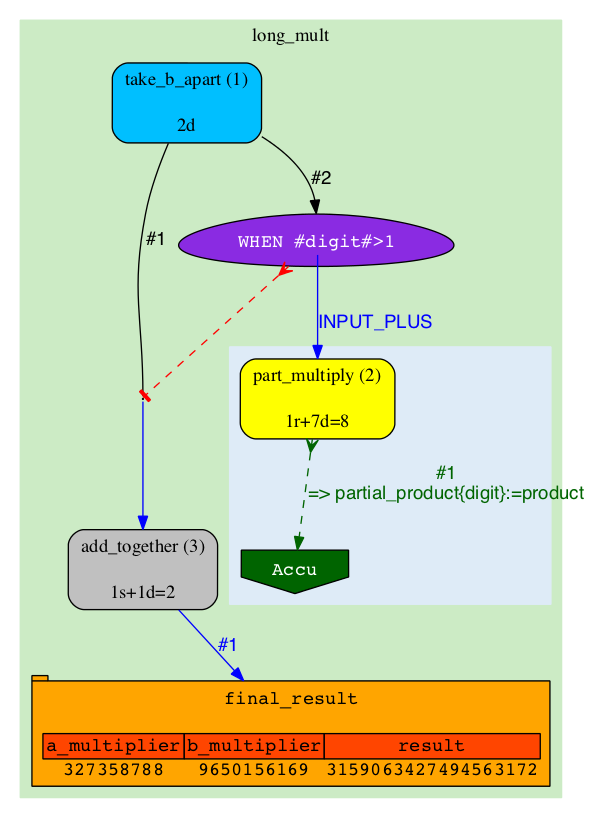 long_mult
take_b_apart (1)
2d
#2
#1
WHEN #digit#>1
INPUT_PLUS
part_multiply (2)
1r+7d=8
#1
=> partial_product{digit}:=product
Accu
add_together (3)
1s+1d=2
#1
final_result
a_multiplier b_multiplier result
327358788 9650156169 3159063427494563172